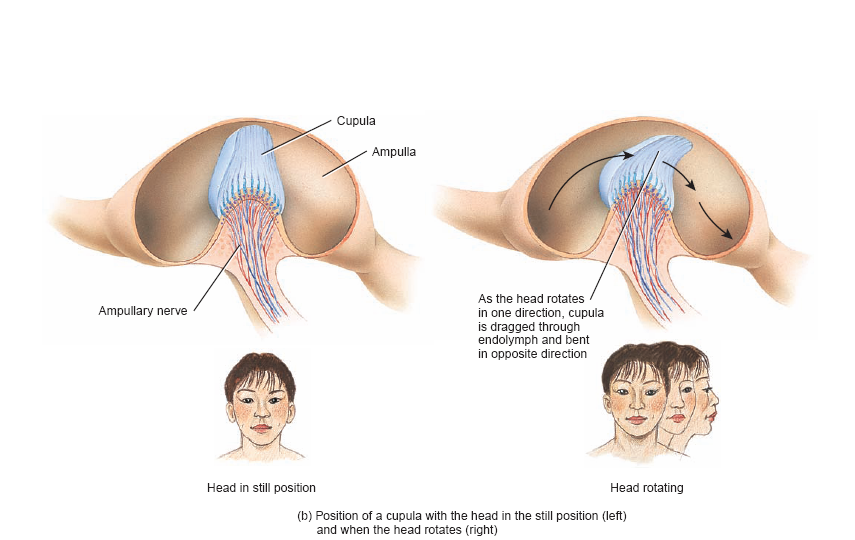 Cupula
Ampulla
Ampullary nerve
As the head rotates
in one direction, cupula
is dragged through
endolymph and bent
in opposite direction
Head in still position
Head rotating
(b) Position of a cupula with the head in the still position (left)
and when the head rotates (right)